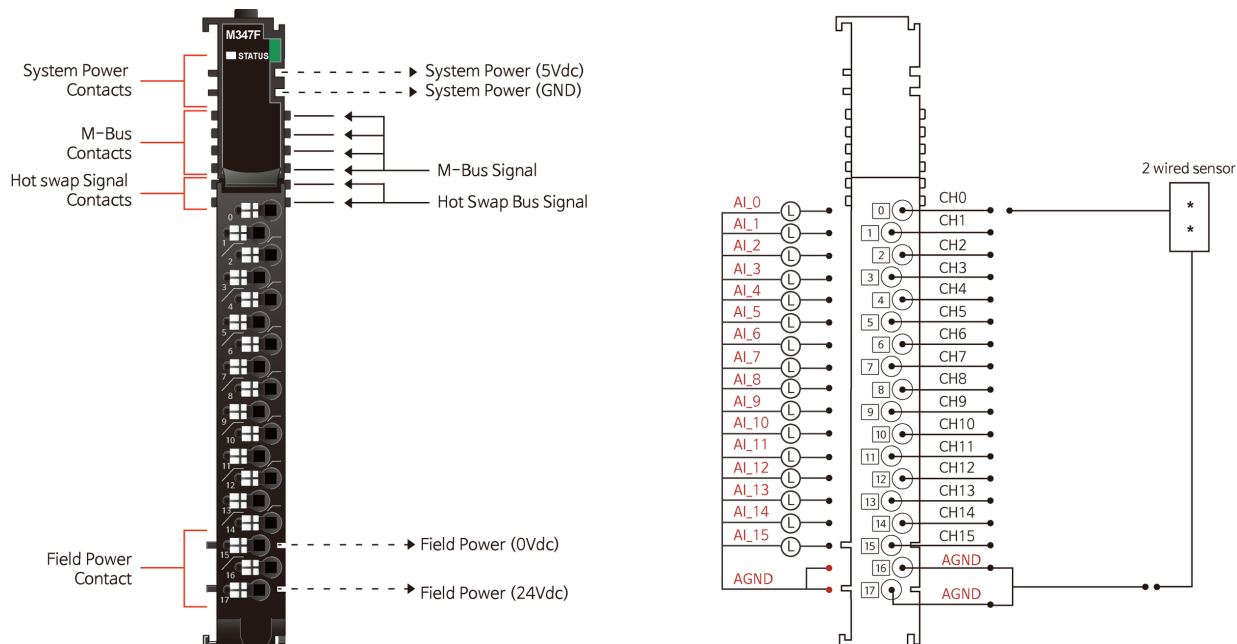 M347F
STATUS
System Power
Contacts
System Power (5Vdc)
System Power (GND)
M-Bus
Contacts
M-Bus Signal
Hot swap Signal
Contacts
Hot Swap Bus Signal
0
1
2
3
4
5
6
7
8
9
10
11
12
13
14
15
16
17
Field Power
Contact
Field Power (0Vdc)
Field Power (24Vdc)
2 wired sensor
*
*
AI_0 L 0 CH0
AI_1 L 1 CH1
AI_2 L 2 CH2
AI_3 L 3 CH3
AI_4 L 4 CH4
AI_5 L 5 CH5
AI_6 L 6 CH6
AI_7 L 7 CH7
AI_8 L 8 CH8
AI_9 L 9 CH9
AI_10 L 10 CH10
AI_11 L 11 CH11
AI_12 L 12 CH12
AI_13 L 13 CH13
AI_14 L 14 CH14
AI_15 L 15 CH15
AGND 16 AGND
17 AGND